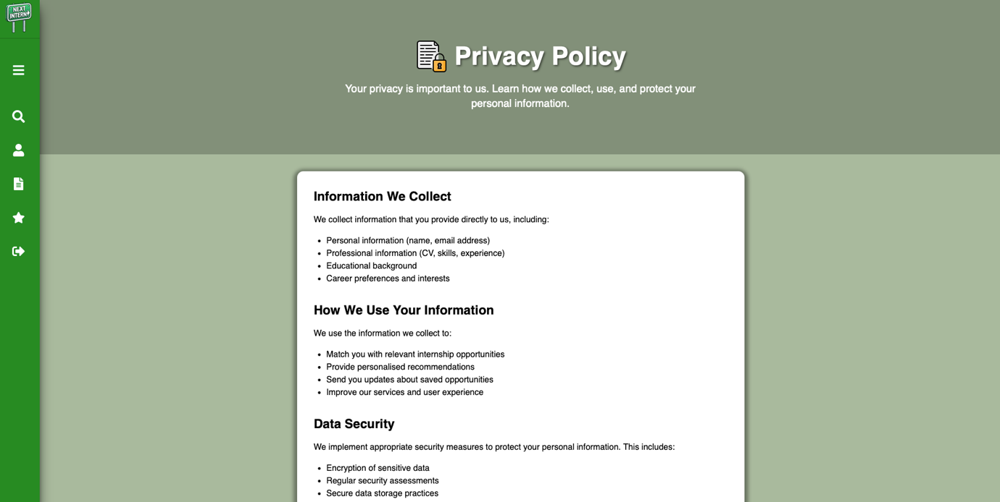 NEXT
INTERN
Privacy Policy
Your privacy is important to us. Learn how we collect, use, and protect your
personal information.
Information We Collect
We collect information that you provide directly to us, including:
• Personal information (name, email address)
• Professional information (CV, skills, experience)
• Educational background
• Career preferences and interests
How We Use Your Information
We use the information we collect to:
• Match you with relevant internship opportunities
• Provide personalised recommendations
• Send you updates about saved opportunities
• Improve our services and user experience
Data Security
We implement appropriate security measures to protect your personal information. This includes:
• Encryption of sensitive data
• Regular security assessments
• Secure data storage practices